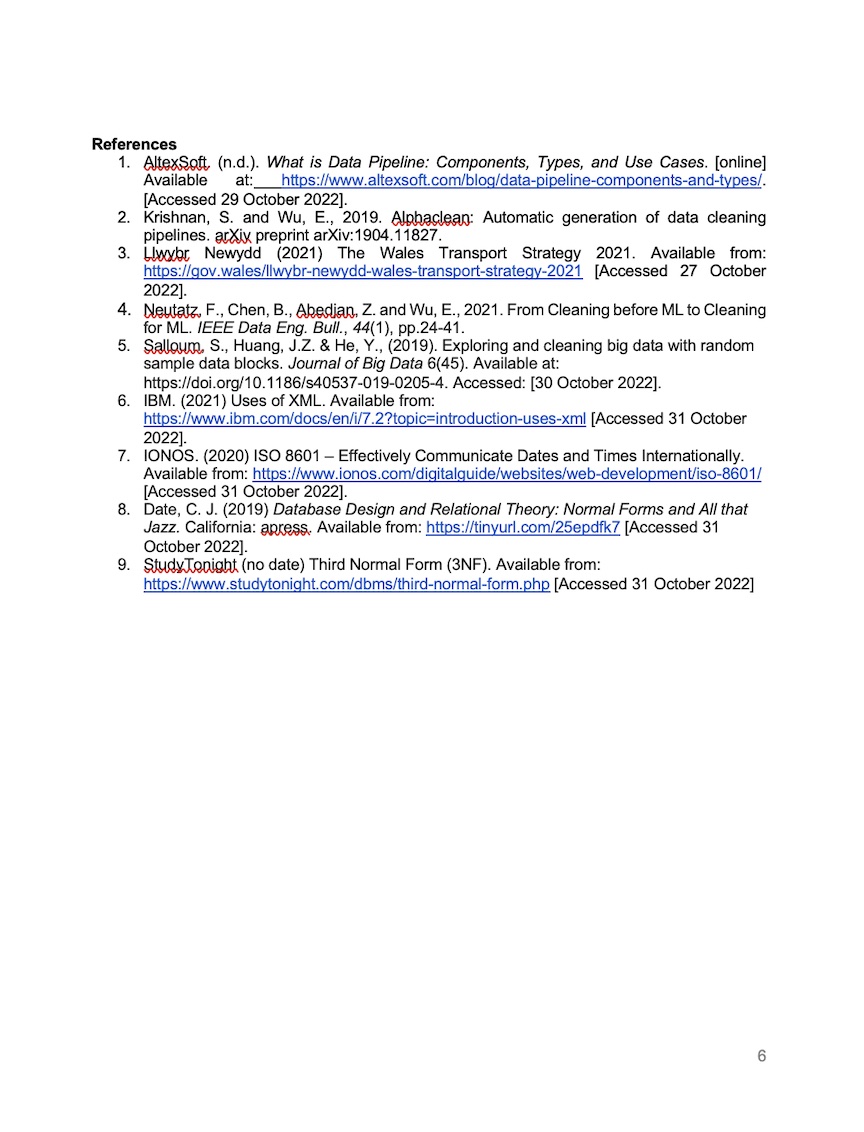 References
1. AltexSoft. (n.d.). What is Data Pipeline: Components, Types, and Use Cases. [online]
Available at: https://www.altexsoft.com/blog/data-pipeline-components-and-types/.
[Accessed 29 October 2022].
2. Krishnan, S. and Wu, E., 2019. Alphaclean: Automatic generation of data cleaning
pipelines. arXiv preprint arXiv:1904.11827.
3. Llwybr Newydd (2021) The Wales Transport Strategy 2021. Available from:
https://gov.wales/llwybr-newydd-wales-transport-strategy-2021 [Accessed 27 October
2022].
4. Neutatz, F., Chen, B., Abedjan, Z. and Wu, E., 2021. From Cleaning before ML to Cleaning
for ML. IEEE Data Eng. Bull., 44(1), pp.24-41.
5. Salloum, S., Huang, J.Z. & He, Y., (2019). Exploring and cleaning big data with random
sample data blocks. Journal of Big Data 6(45). Available at:
https://doi.org/10.1186/s40537-019-0205-4. Accessed: [30 October 2022].
6. IBM. (2021) Uses of XML. Available from:
https://www.ibm.com/docs/en/i/7.2?topic=introduction-uses-xml [Accessed 31 October
2022].
7. IONOS. (2020) ISO 8601 – Effectively Communicate Dates and Times Internationally.
Available from: https://www.ionos.com/digitalguide/websites/web-development/iso-8601/
[Accessed 31 October 2022].
8. Date, C. J. (2019) Database Design and Relational Theory: Normal Forms and All that
Jazz. California: apress. Available from: https://tinyurl.com/25epdfk7 [Accessed 31
October 2022].
9. StudyTonight (no date) Third Normal Form (3NF). Available from:
https://www.studytonight.com/dbms/third-normal-form.php [Accessed 31 October 2022]
6